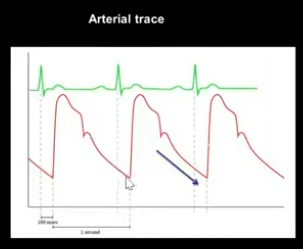 Arterial trace
1 second